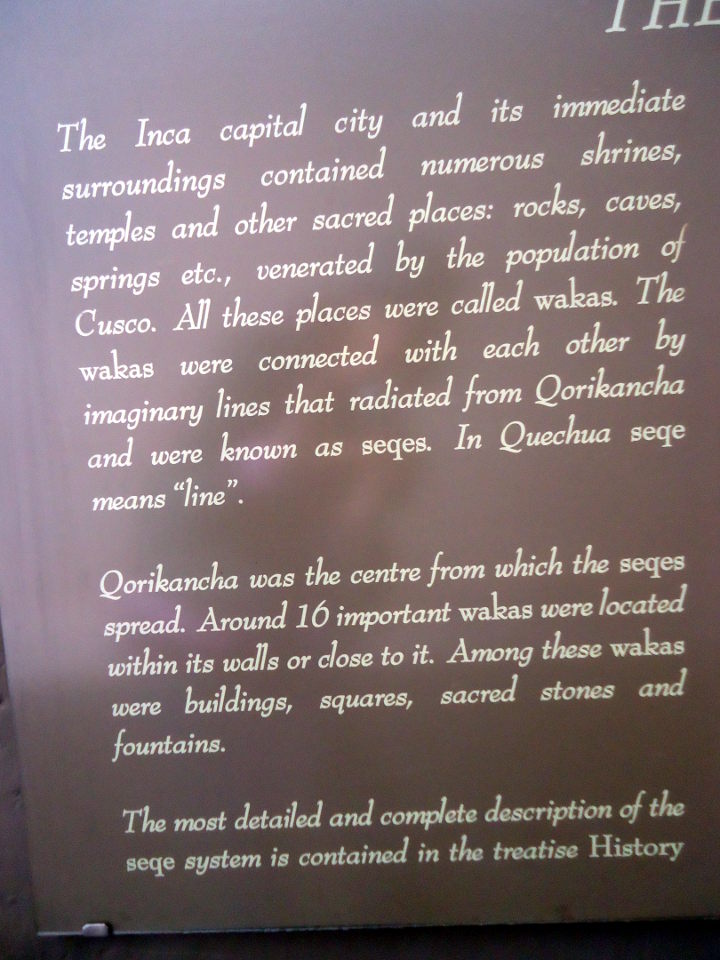 THE
The Inca capital city and its immediate
surroundings contained numerous shrines,
temples and other sacred places: rocks, caves,
springs etc., venerated by the population of
Cusco. All these places were called wakas. The
wakas were connected with each other by
imaginary lines that radiated from Qorikancha
and were known as seqes. In Quechua seqe
means “line”.
Qorikancha was the centre from which the seqes
spread. Around 16 important wakas were located
within its walls or close to it. Among these wakas
were buildings, squares, sacred stones and
fountains.
The most detailed and complete description of the
seqe system is contained in the treatise History